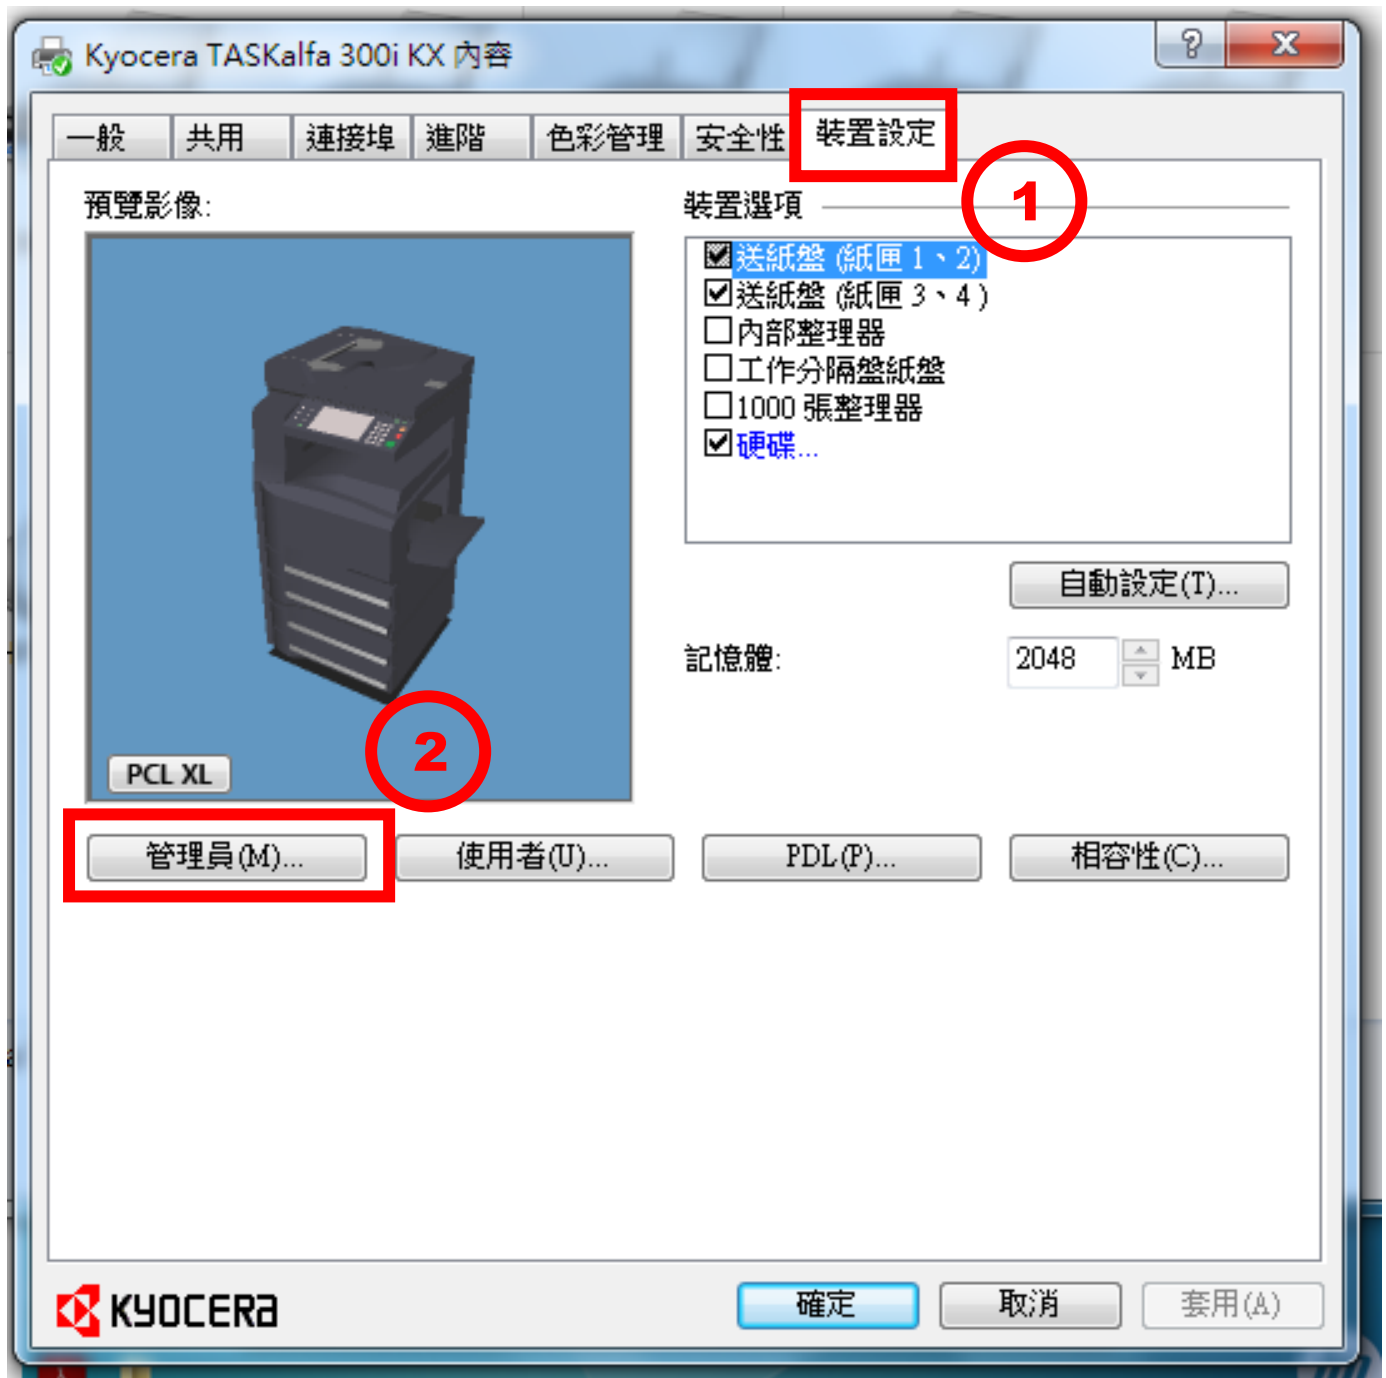 Kyocera TASKalfa 300i KX 內容
一般 共用 連接埠 進階 色彩管理 安全性 裝置設定
1
預覽影像:
裝置選項
送紙盤 (紙匣 1、2)
送紙盤 (紙匣 3、4 )
內部整理器
工作分隔盤紙盤
1000 張整理器
硬碟...
自動設定(T)...
記憶體: 2048 MB
2
PCL XL
管理員(M)... 使用者(U)... PDL(P)... 相容性(C)...
KYOCERA
確定 取消 套用(A)